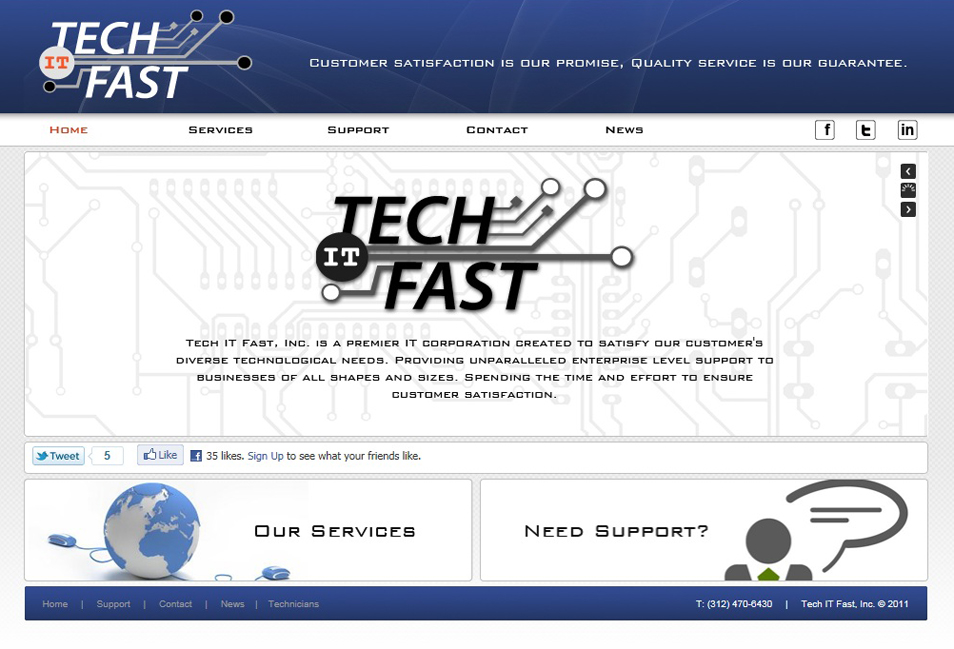 TECH
IT
FAST
Customer satisfaction is our promise, Quality service is our guarantee.
Home Services Support Contact News f t in
TECH
IT
FAST
Tech IT Fast, Inc. is a premier IT corporation created to satisfy our customer's
diverse technological needs. Providing unparalleled enterprise level support to
businesses of all shapes and sizes. Spending the time and effort to ensure
customer satisfaction.
Tweet 5 Like f 35 likes. Sign Up to see what your friends like.
Our Services
Need Support?
Home | Support | Contact | News | Technicians
T: (312) 470-6430 | Tech IT Fast, Inc. © 2011